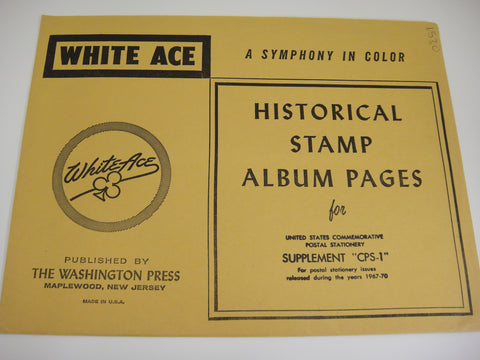 WHITE ACE
A SYMPHONY IN COLOR
1520
White Ace
PUBLISHED BY
THE WASHINGTON PRESS
MAPLEWOOD, NEW JERSEY
MADE IN U.S.A.
HISTORICAL
STAMP
ALBUM PAGES
for
UNITED STATES COMMEMORATIVE
POSTAL STATIONERY
SUPPLEMENT "CPS-1"
For postal stationery issues
released during the years 1967-70